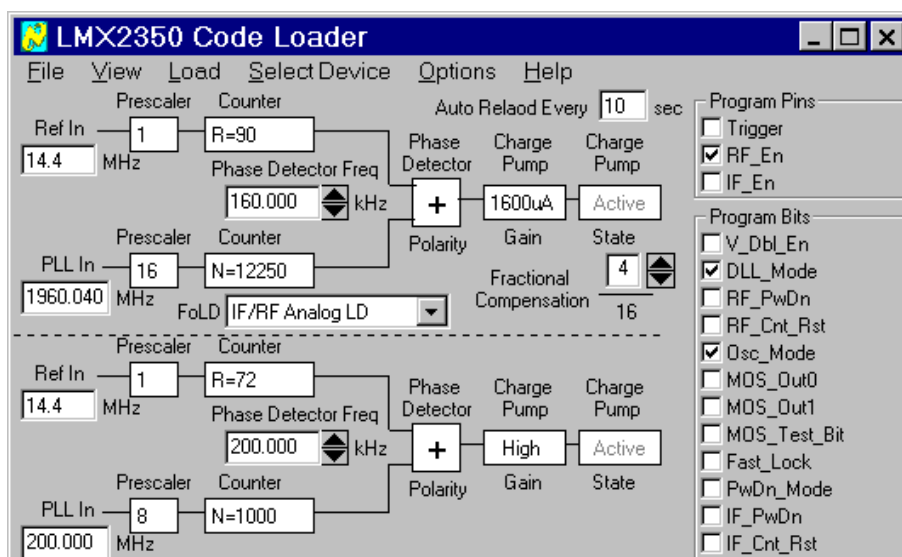 LMX2350 Code Loader
File View Load Select Device Options Help
Auto Relaod Every 10 sec
Prescaler Counter
Ref In 1 R=90
14.4 MHz
Phase Detector Freq
160.000 kHz
Phase Detector
+
Polarity
Charge Pump
1600uA
Gain
Charge Pump
Active
State
Prescaler Counter
PLL In 16 N=12250
1960.040 MHz
Fractional Compensation 4
16
FoLD IF/RF Analog LD
Prescaler Counter
Ref In 1 R=72
14.4 MHz
Phase Detector Freq
200.000 kHz
Phase Detector
+
Polarity
Charge Pump
High
Gain
Charge Pump
Active
State
Prescaler Counter
PLL In 8 N=1000
200.000 MHz
Program Pins
Trigger
RF_En
IF_En
Program Bits
V_Dbl_En
DLL_Mode
RF_PwDn
RF_Cnt_Rst
Osc_Mode
MOS_Out0
MOS_Out1
MOS_Test_Bit
Fast_Lock
PwDn_Mode
IF_PwDn
IF_Cnt_Rst